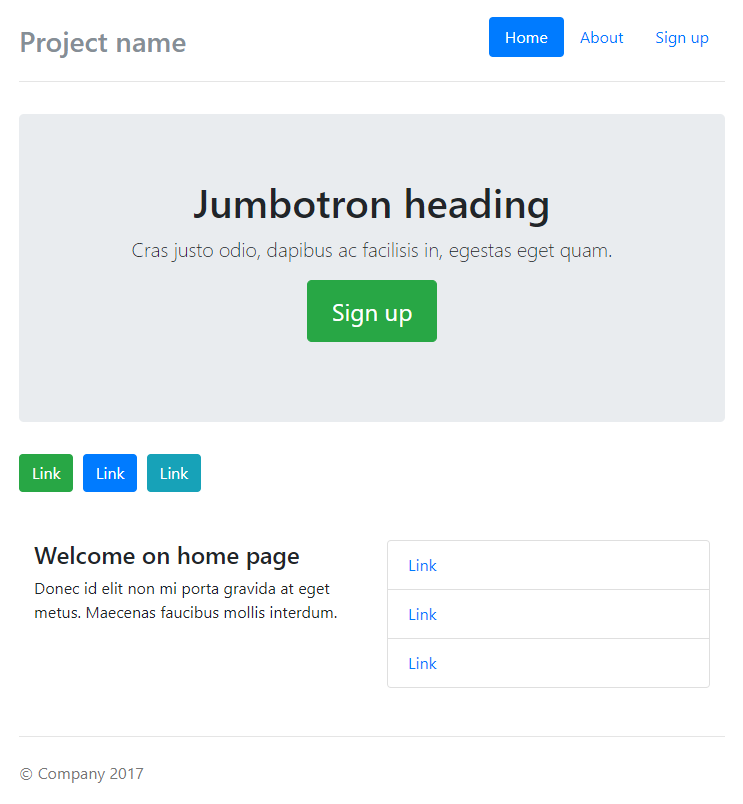 Project name
Home
About
Sign up
Jumbotron heading
Cras justo odio, dapibus ac facilisis in, egestas eget quam.
Sign up
Link
Link
Link
Welcome on home page
Donec id elit non mi porta gravida at eget
metus. Maecenas faucibus mollis interdum.
Link
Link
Link
© Company 2017